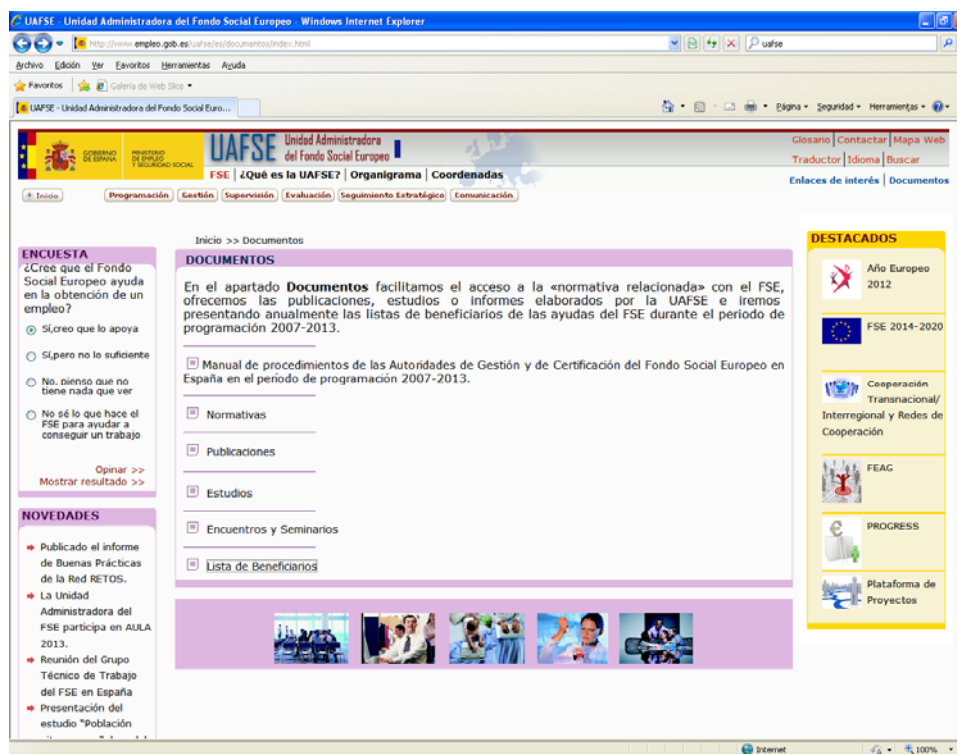 UAFSE - Unidad Administradora del Fondo Social Europeo - Windows Internet Explorer
http://www.empleo.gob.es/uafse/es/documentos/index.html
uafse
Archivo Edición Ver Favoritos Herramientas Ayuda
Favoritos Galería de Web Slice
UAFSE - Unidad Administradora del Fondo Social Euro...
Página Seguridad Herramientas
GOBIERNO DE ESPAÑA
MINISTERIO DE EMPLEO Y SEGURIDAD SOCIAL
UAFSE Unidad Administradora
del Fondo Social Europeo
FSE | ¿Qué es la UAFSE? | Organigrama | Coordenadas
Glosario | Contactar | Mapa Web
Traductor | Idioma | Buscar
Enlaces de interés | Documentos
Inicio Programación Gestión Supervisión Evaluación Seguimiento Estratégico Comunicación
ENCUESTA
¿Cree que el Fondo
Social Europeo ayuda
en la obtención de un
empleo?
Sí,creo que lo apoya
Sí,pero no lo suficiente
No, pienso que no
tiene nada que ver
No sé lo que hace el
FSE para ayudar a
conseguir un trabajo
Opinar >>
Mostrar resultado >>
NOVEDADES
Publicado el informe
de Buenas Prácticas
de la Red RETOS.
La Unidad
Administradora del
FSE participa en AULA
2013.
Reunión del Grupo
Técnico de Trabajo
del FSE en España
Presentación del
estudio "Población
Inicio >> Documentos
DOCUMENTOS
En el apartado Documentos facilitamos el acceso a la «normativa relacionada» con el FSE,
ofrecemos las publicaciones, estudios o informes elaborados por la UAFSE e iremos
presentando anualmente las listas de beneficiarios de las ayudas del FSE durante el periodo de
programación 2007-2013.
Manual de procedimientos de las Autoridades de Gestión y de Certificación del Fondo Social Europeo en
España en el periodo de programación 2007-2013.
Normativas
Publicaciones
Estudios
Encuentros y Seminarios
Lista de Beneficiarios
DESTACADOS
Año Europeo
2012
FSE 2014-2020
Cooperación
Transnacional/
Interregional y Redes de
Cooperación
FEAG
PROGRESS
Plataforma de
Proyectos
Internet
100%